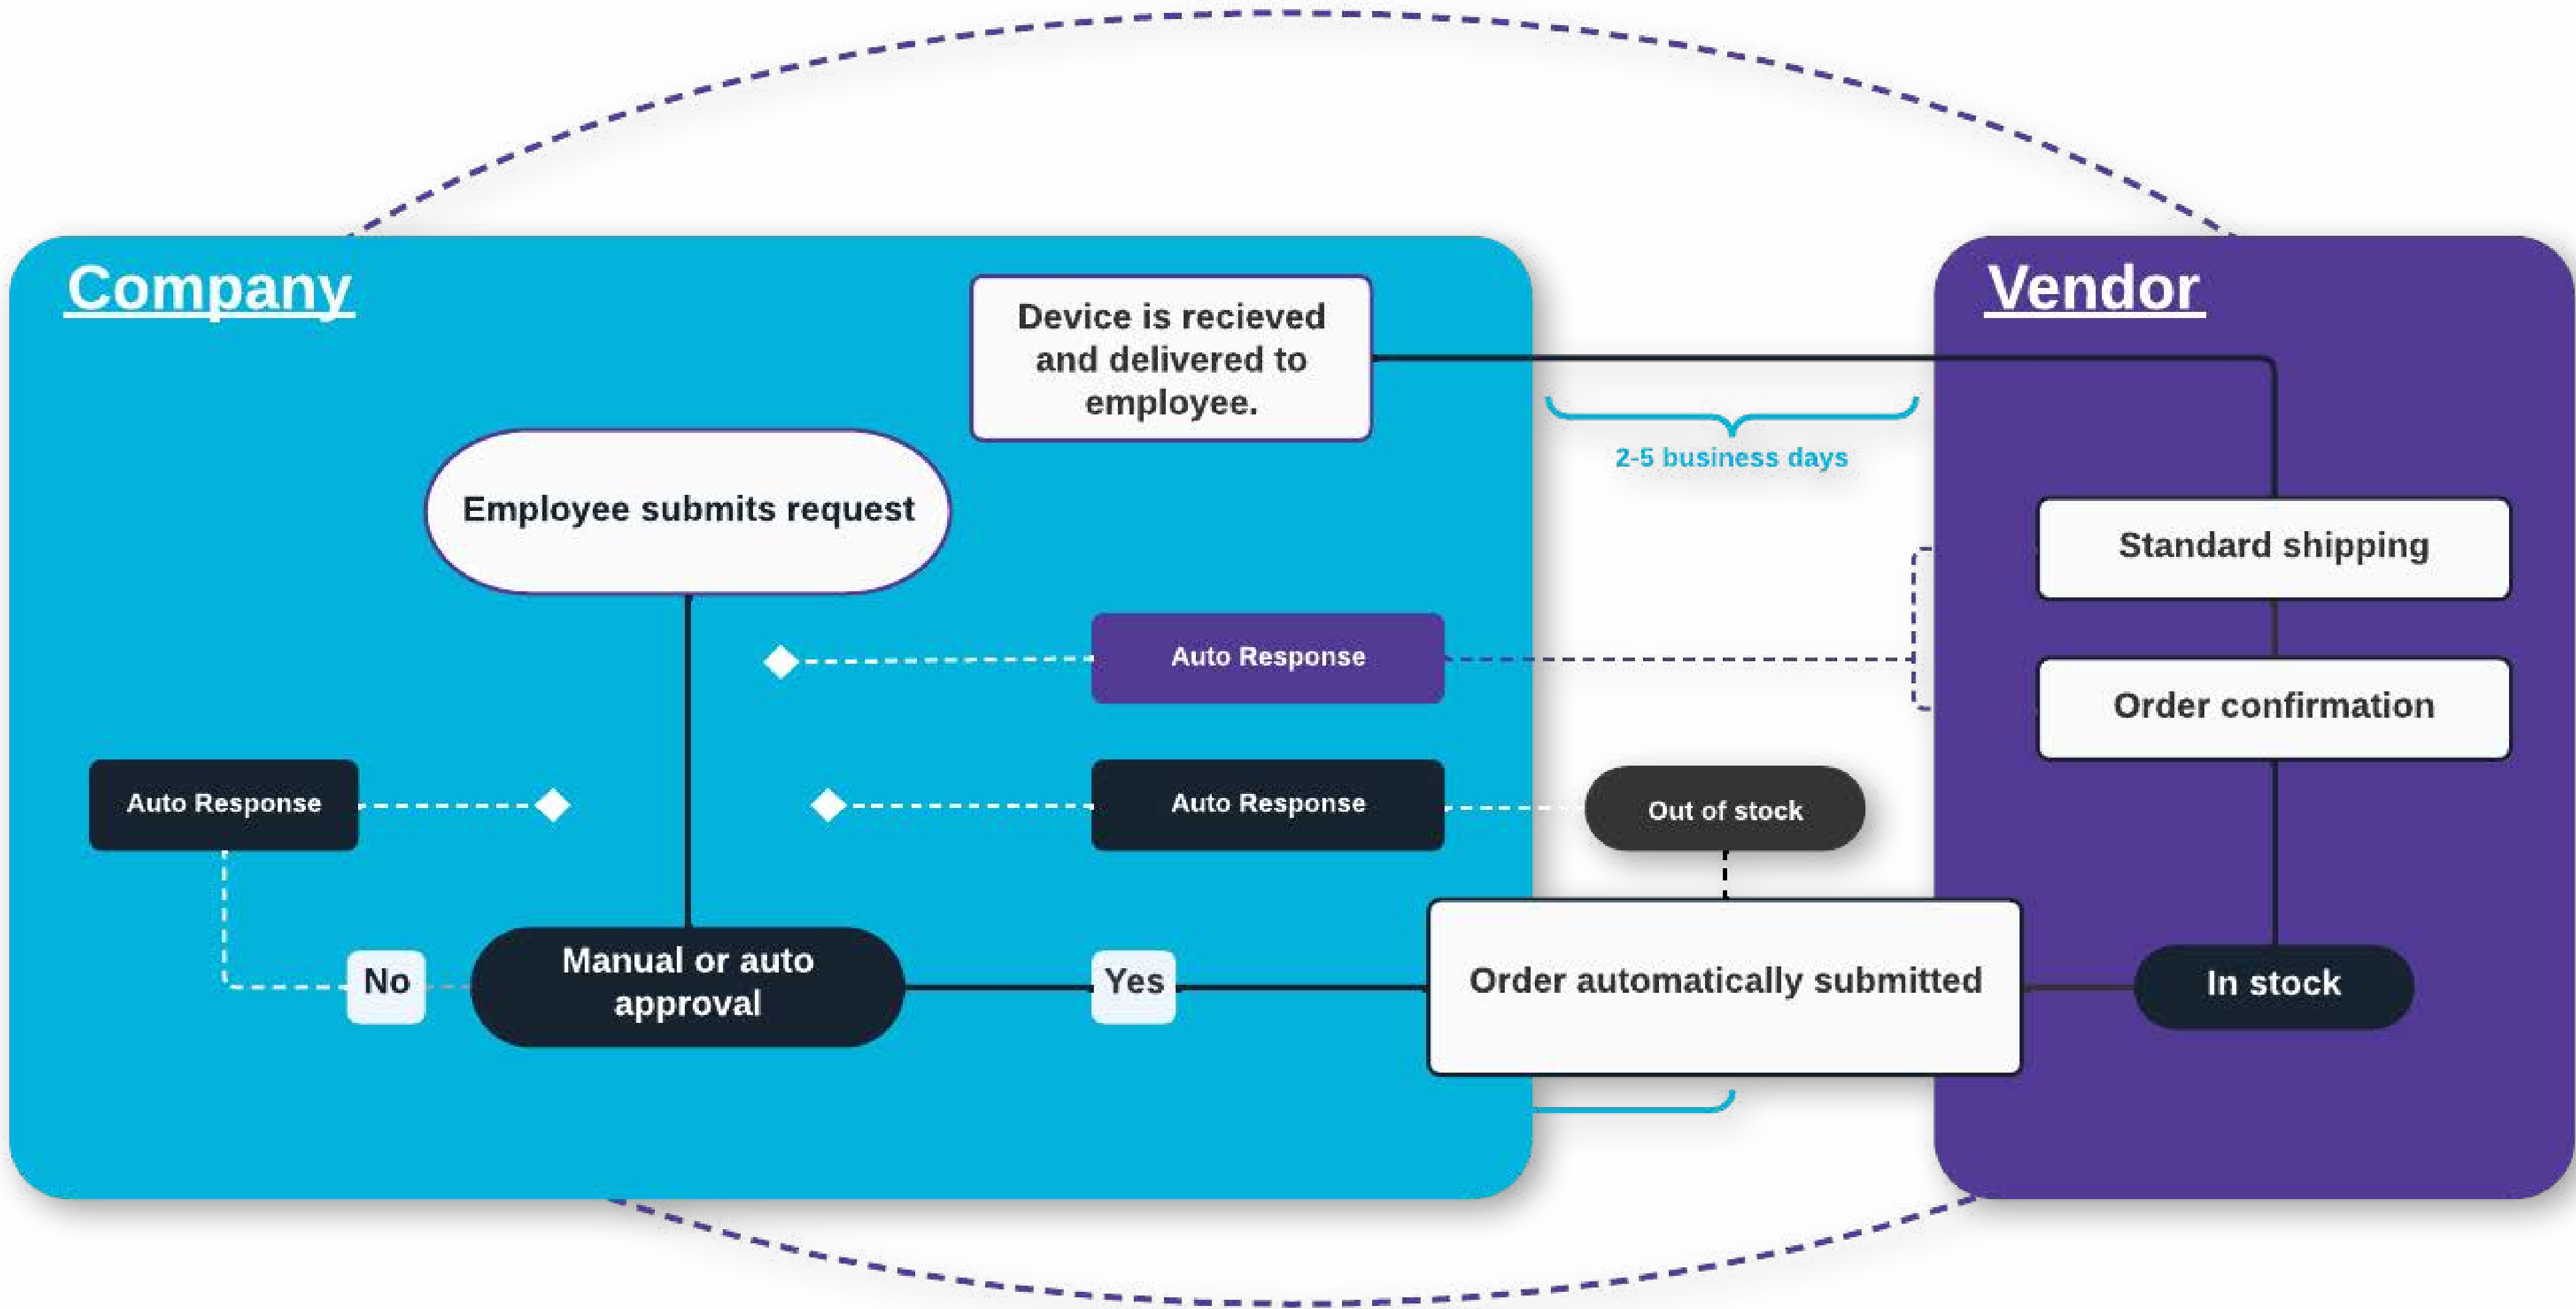 Company
Vendor
Device is recieved
and delivered to
employee.
2-5 business days
Employee submits request
Standard shipping
Auto Response
Order confirmation
Auto Response
Auto Response
Out of stock
No
Manual or auto
approval
Yes
Order automatically submitted
In stock